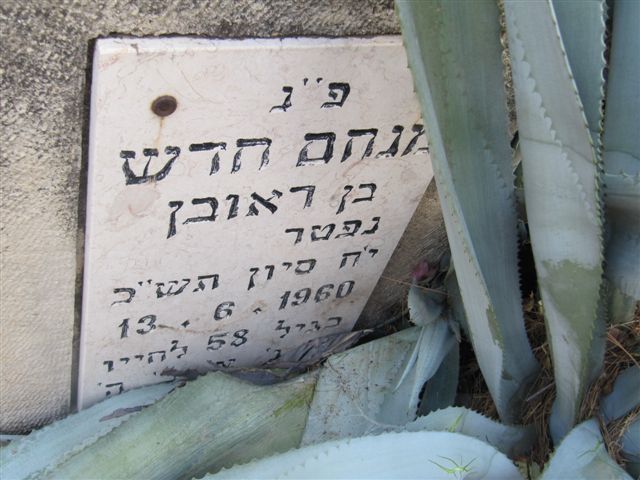 פ"נ
מנחם חדש
בן ראובן
נפטר
י"ח סיון תש"כ
13.6.1960
בגיל 58 לחייו